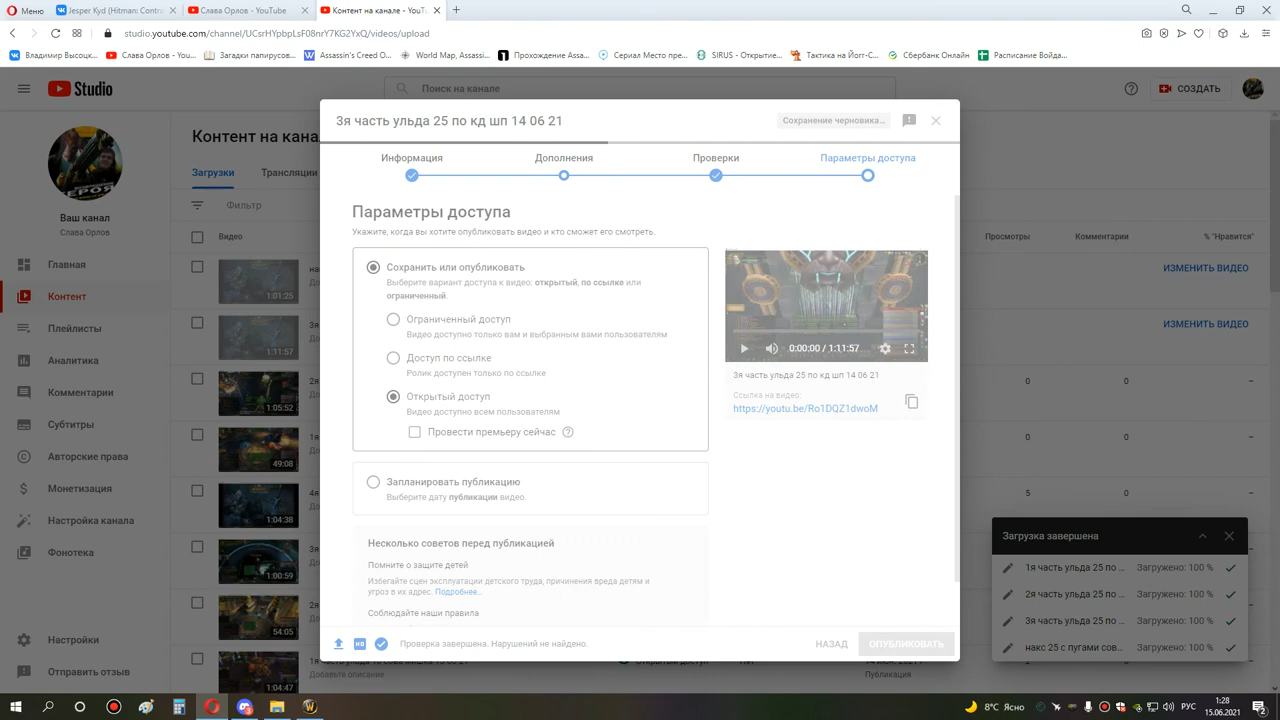 Меню
Jesper Kyd (Hitman: Contra
Слава Орлов - YouTube
Контент на канале - YouTu
studio.youtube.com/channel/UCsrHYpbpLsF08nrY7KG2YxQ/videos/upload
Владимир Высоцк...
Слава Орлов - You...
Загадки папирусов...
Assassin's Creed O...
World Map, Assassi...
Прохождение Assa...
Сериал Место пре...
SIRUS - Открытие...
Тактика на Йогг-С...
Сбербанк Онлайн
Расписание Войда...
Studio
Поиск на канале
СОЗДАТЬ
Ваш канал
Слава Орлов
Главная
Контент
Плейлисты
Аналитика
Комментарии
Субтитры
Авторские права
Монетизация
Настройка канала
Фонотека
Настройки
Отправить отзыв
Контент на кана
Загрузки
Трансляции
Фильтр
Видео
Просмотры
Комментарии
% "Нравится"
1:01:25
ИЗМЕНИТЬ ВИДЕО
1:11:57
ИЗМЕНИТЬ ВИДЕО
1:05:52
0
0
–
49:08
0
0
–
1:04:38
5
0
–
1:00:59
54:05
1:04:47
Добавьте описание
Публикация
3я часть ульда 25 по кд шп 14 06 21
Сохранение черновика...
Информация
Дополнения
Проверки
Параметры доступа
Параметры доступа
Укажите, когда вы хотите опубликовать видео и кто сможет его смотреть.
Сохранить или опубликовать
Выберите вариант доступа к видео: открытый, по ссылке или
ограниченный.
Ограниченный доступ
Видео доступно только вам и выбранным вами пользователям
Доступ по ссылке
Ролик доступен только по ссылке
Открытый доступ
Видео доступно всем пользователям
Провести премьеру сейчас
Запланировать публикацию
Выберите дату публикации видео.
Несколько советов перед публикацией
Помните о защите детей
Избегайте сцен эксплуатации детского труда, причинения вреда детям и
угроз в их адрес. Подробнее...
Соблюдайте наши правила
0:00:00 / 1:11:57
3я часть ульда 25 по кд шп 14 06 21
Ссылка на видео:
https://youtu.be/Ro1DQZ1dwoM
HD
Проверка завершена. Нарушений не найдено.
НАЗАД
ОПУБЛИКОВАТЬ
Загрузка завершена
1я часть ульда 25 по ...
Загружено: 100 %
2я часть ульда 25 по ...
Загружено: 100 %
3я часть ульда 25 по ...
Загружено: 100 %
накс 25 с пугами сов...
Загружено: 100 %
8°C Ясно
РУС
1:28
15.06.2021